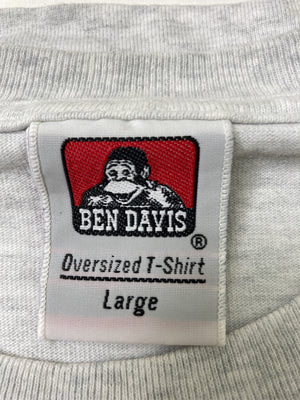 BEN DAVIS
®
Oversized T-Shirt
Large